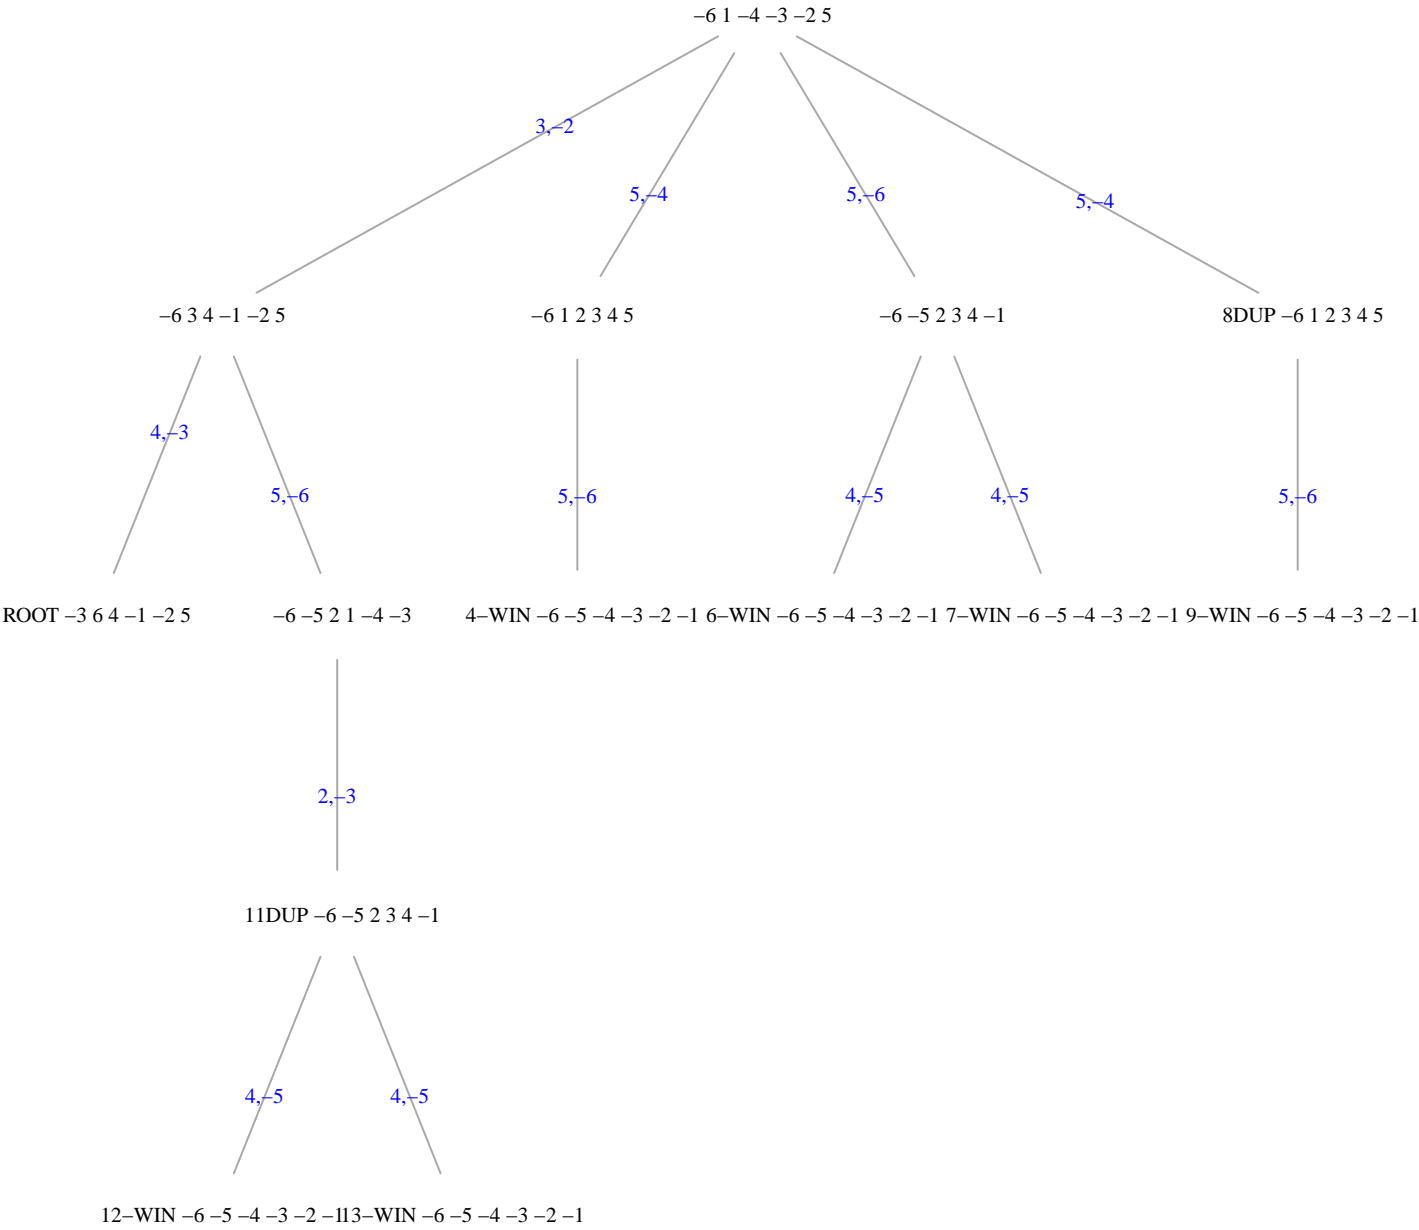 −6 1 −4 −3 −2 5
3,−2
5,−4
5,−6
5,−4
−6 3 4 −1 −2 5
−6 1 2 3 4 5
−6 −5 2 3 4 −1
8DUP −6 1 2 3 4 5
4,−3
5,−6
5,−6
4,−5
4,−5
5,−6
ROOT −3 6 4 −1 −2 5
−6 −5 2 1 −4 −3
4−WIN −6 −5 −4 −3 −2 −1
6−WIN −6 −5 −4 −3 −2 −1
7−WIN −6 −5 −4 −3 −2 −1
9−WIN −6 −5 −4 −3 −2 −1
2,−3
11DUP −6 −5 2 3 4 −1
4,−5
4,−5
12−WIN −6 −5 −4 −3 −2 −1
13−WIN −6 −5 −4 −3 −2 −1